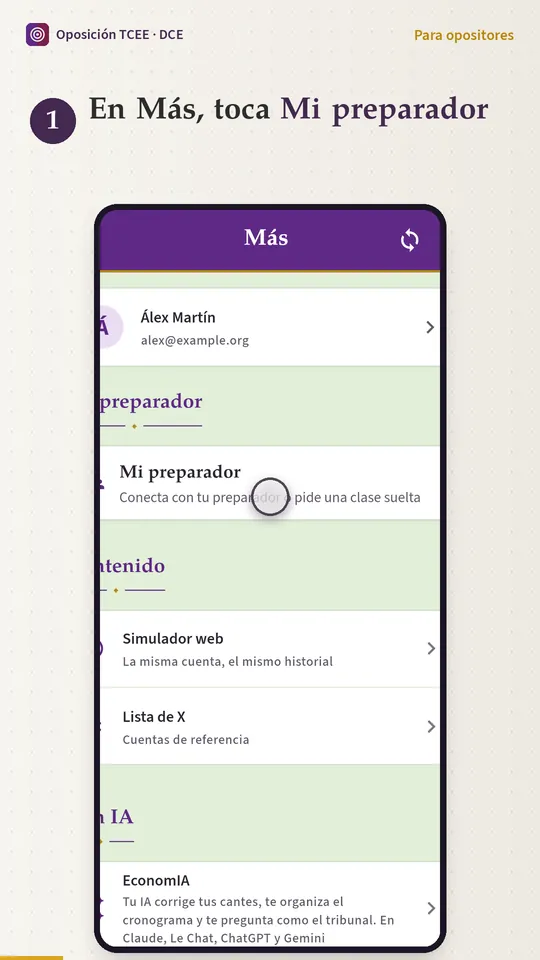 Oposición TCEE · DCE
Para opositores
1
En Más, toca Mi preparador
Más
Á
Álex Martín
alex@example.org
preparador
Mi preparador
Conecta con tu preparador o pide una clase suelta
ntenido
Simulador web
La misma cuenta, el mismo historial
Lista de X
Cuentas de referencia
IA
EconomIA
Tu IA corrige tus cantes, te organiza el
cronograma y te pregunta como el tribunal. En
Claude, Le Chat, ChatGPT y Gemini